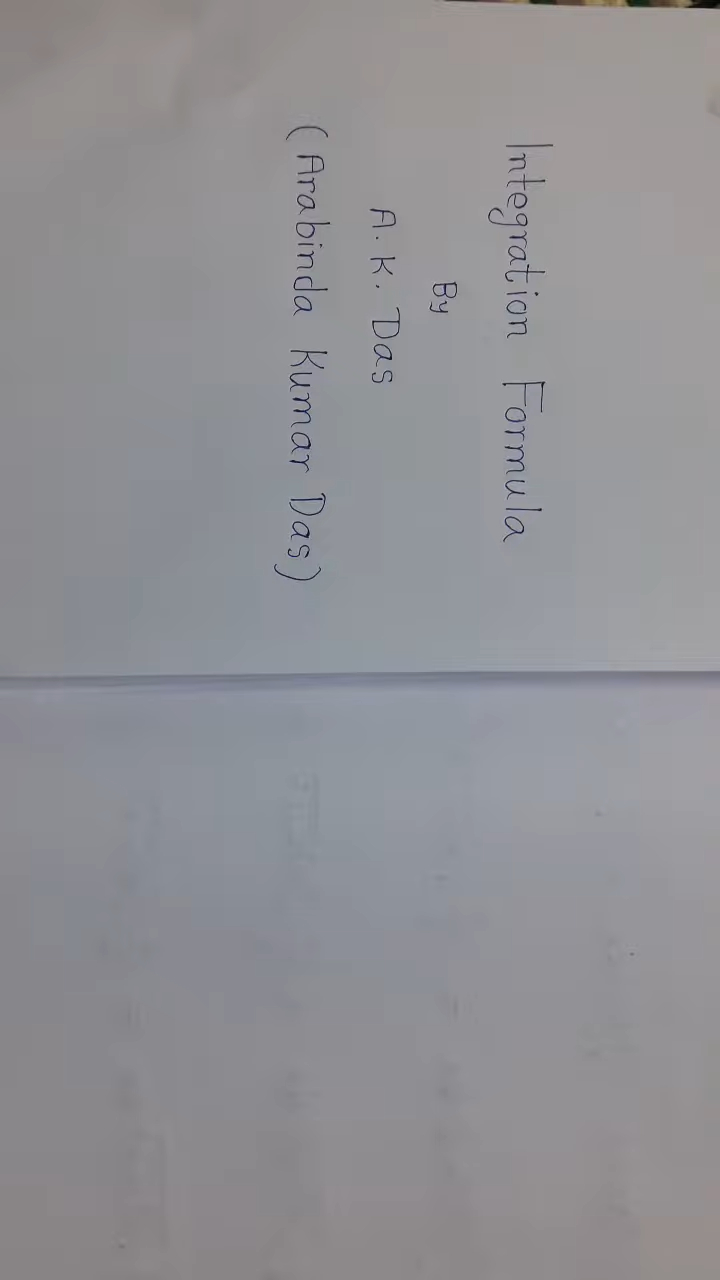 Integration Formula
By
A. K. Das
(Arabinda Kumar Das)